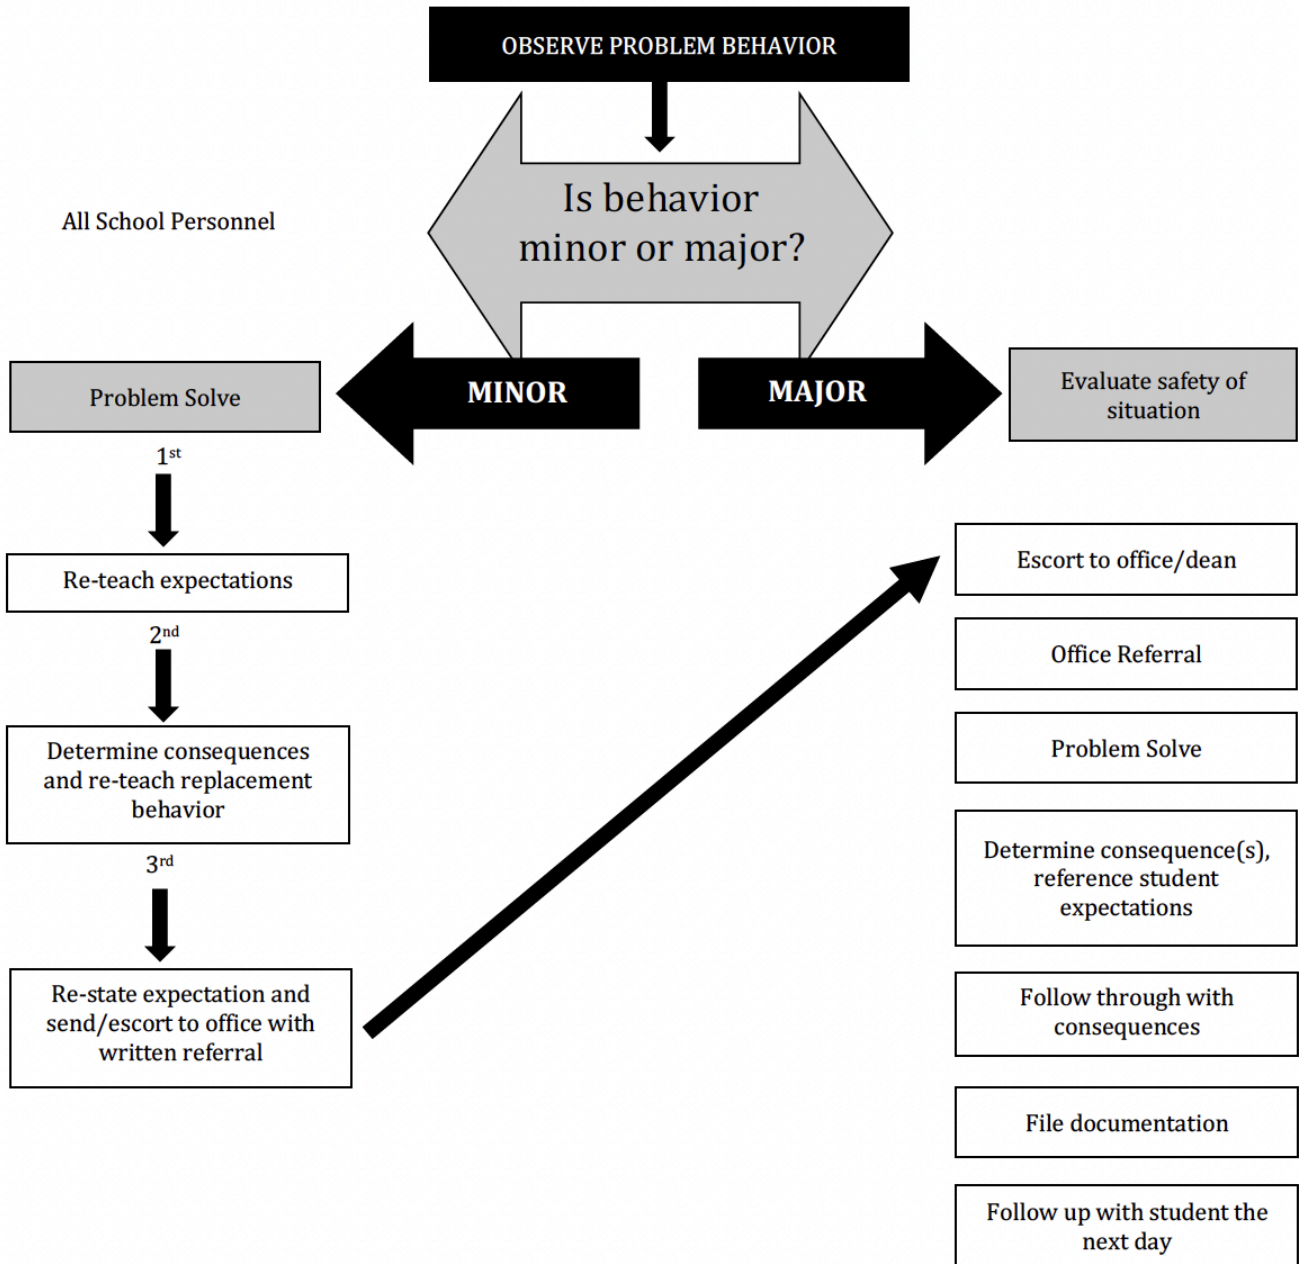 OBSERVE PROBLEM BEHAVIOR
Is behavior
minor or major?
All School Personnel
MINOR
MAJOR
Problem Solve
1st
Re-teach expectations
2nd
Determine consequences
and re-teach replacement
behavior
3rd
Re-state expectation and
send/escort to office with
written referral
Evaluate safety of
situation
Escort to office/dean
Office Referral
Problem Solve
Determine consequence(s),
reference student
expectations
Follow through with
consequences
File documentation
Follow up with student the
next day